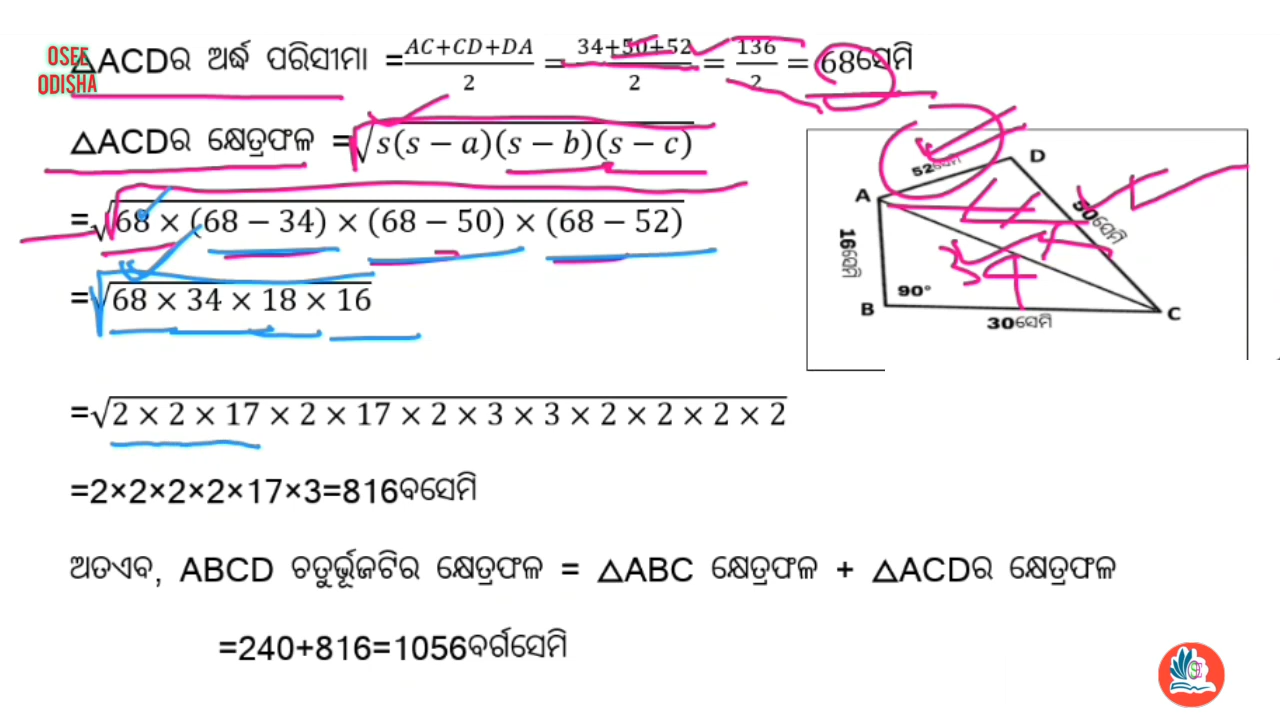 OSEE
ODISHA
△ACDର ଅର୍ଦ୍ଧ ପରିସୀମା = (AC+CD+DA)/2 = (34+50+52)/2 = 136/2 = 68ସେମି
△ACDର କ୍ଷେତ୍ରଫଳ = √s(s − a)(s − b)(s − c)
=√68 × (68 − 34) × (68 − 50) × (68 − 52)
=√68 × 34 × 18 × 16
=√2 × 2 × 17 × 2 × 17 × 2 × 3 × 3 × 2 × 2 × 2 × 2
=2×2×2×2×17×3=816ବସେମି
ଅତଏବ, ABCD ଚତୁର୍ଭୂଜଟିର କ୍ଷେତ୍ରଫଳ = △ABC କ୍ଷେତ୍ରଫଳ + △ACDର କ୍ଷେତ୍ରଫଳ
=240+816=1056ବର୍ଗସେମି
D
52ସେମି
A
50ସେମି
16ସେମି
34
90°
B
C
30ସେମି